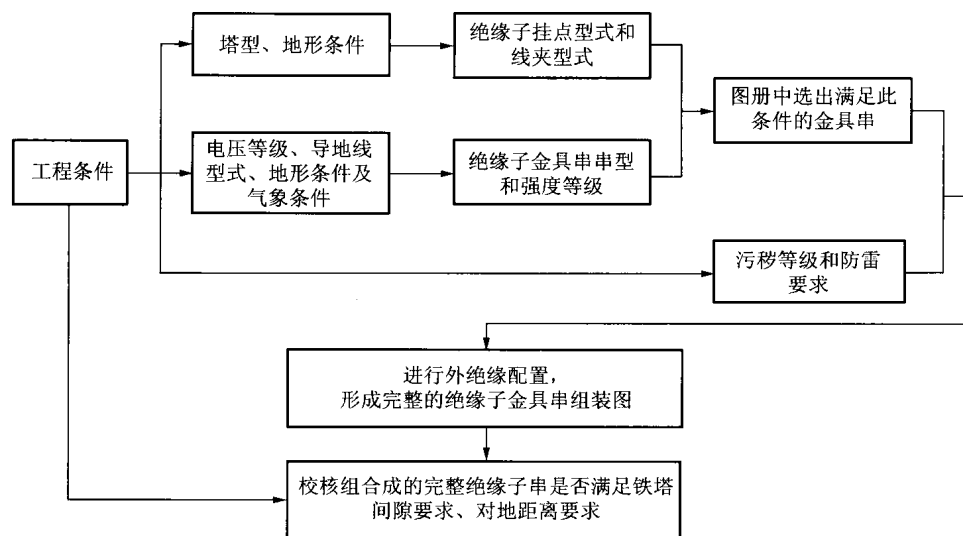 塔型、地形条件
绝缘子挂点型式和
线夹型式
图册中选出满足此
条件的金具串
工程条件
电压等级、导地线
型式、地形条件及
气象条件
绝缘子金具串串型
和强度等级
污秽等级和防雷
要求
进行外绝缘配置，
形成完整的绝缘子金具串组装图
校核组合成的完整绝缘子串是否满足铁塔
间隙要求、对地距离要求